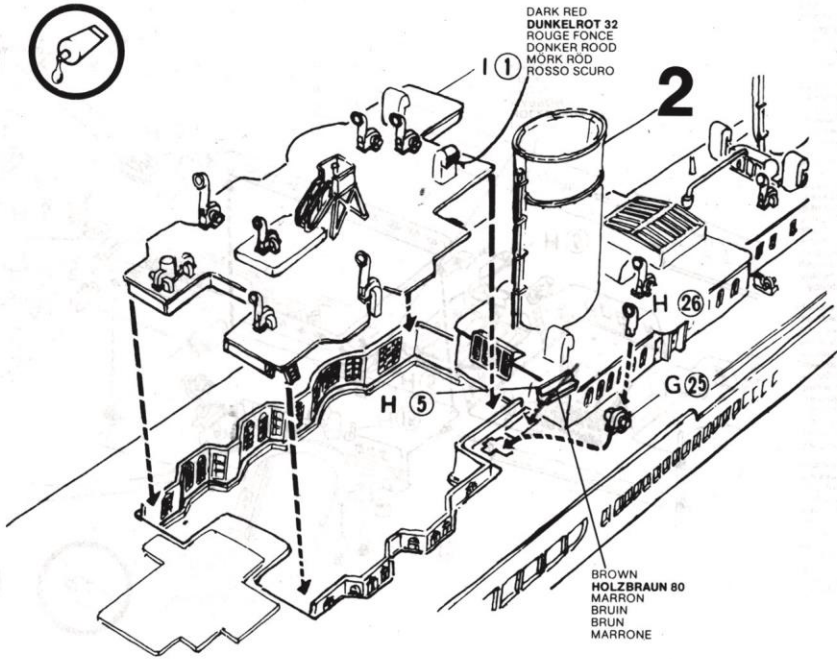 DARK RED
DUNKELROT 32
ROUGE FONCE
DONKER ROOD
MÖRK RÖD
ROSSO SCURO
I 1
2
H 26
G 25
H 5
BROWN
HOLZBRAUN 80
MARRON
BRUIN
BRUN
MARRONE